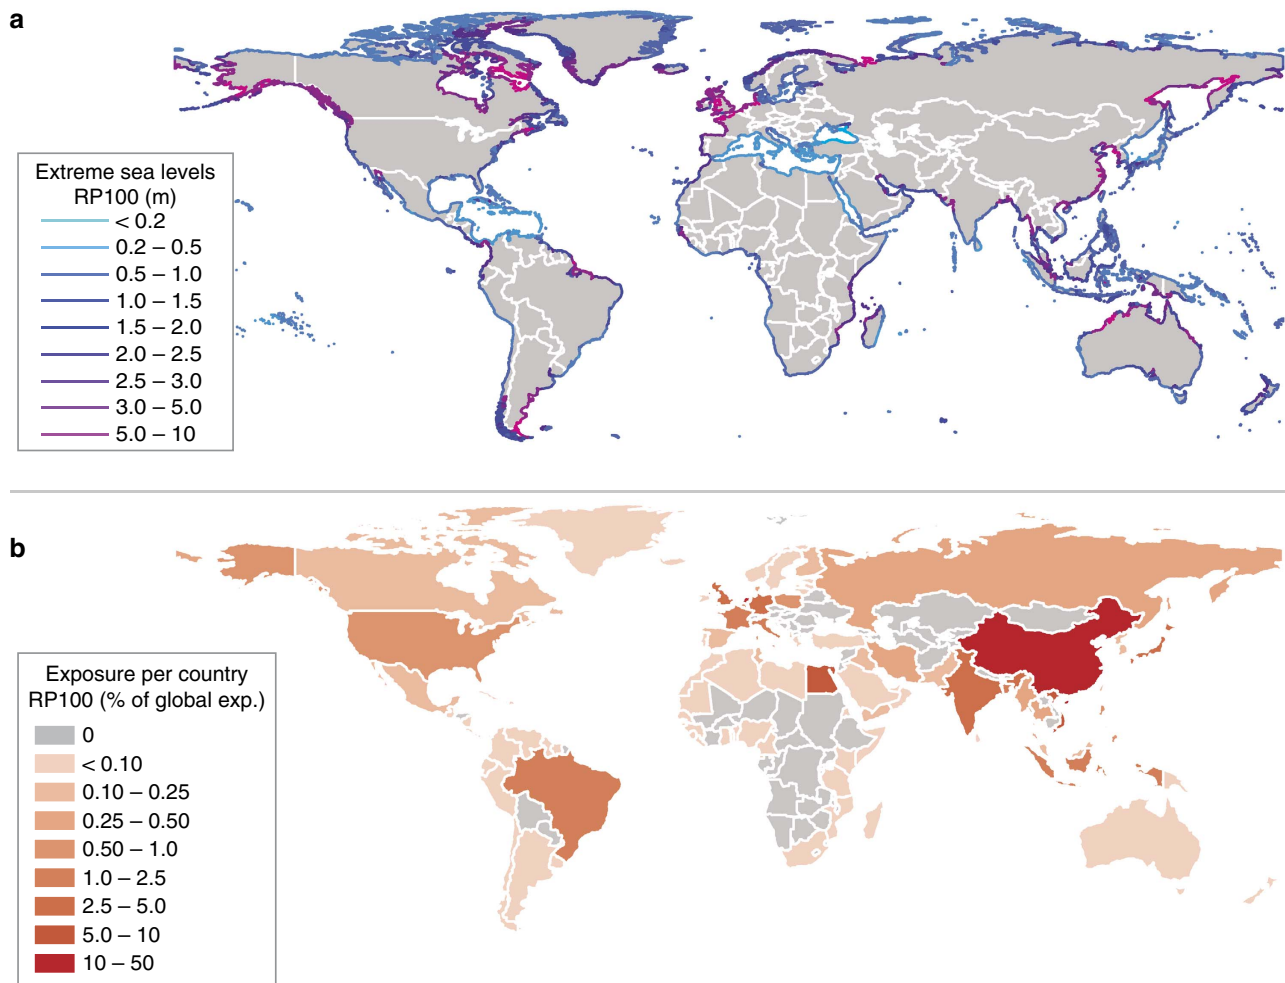 a
Extreme sea levels
RP100 (m)
< 0.2
0.2 – 0.5
0.5 – 1.0
1.0 – 1.5
1.5 – 2.0
2.0 – 2.5
2.5 – 3.0
3.0 – 5.0
5.0 – 10
b
Exposure per country
RP100 (% of global exp.)
0
< 0.10
0.10 – 0.25
0.25 – 0.50
0.50 – 1.0
1.0 – 2.5
2.5 – 5.0
5.0 – 10
10 – 50